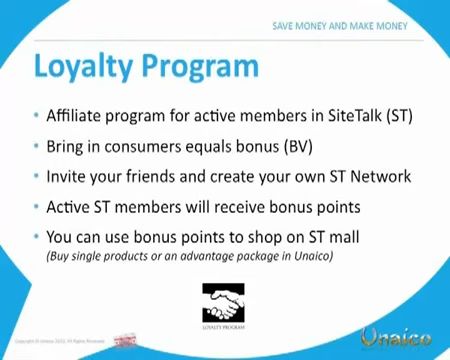 SAVE MONEY AND MAKE MONEY
Loyalty Program
• Affiliate program for active members in SiteTalk (ST)
• Bring in consumers equals bonus (BV)
• Invite your friends and create your own ST Network
• Active ST members will receive bonus points
• You can use bonus points to shop on ST mall
(Buy single products or an advantage package in Unaico)
LOYALTY PROGRAM
Unaico